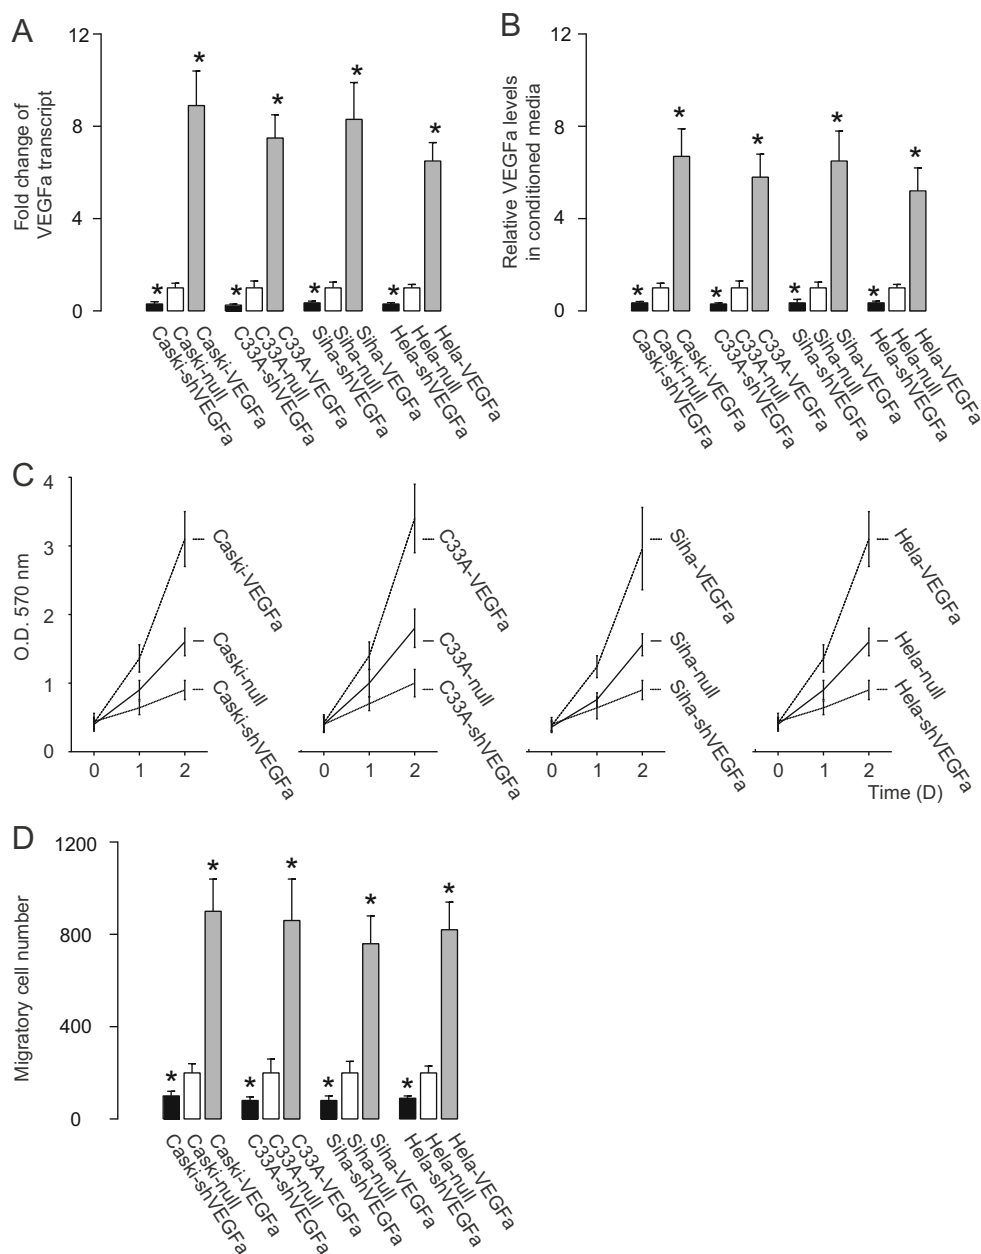 A
12
8
4
0
Fold change of
VEGFa transcript
*
*
*
*
*
*
*
*
Caski-shVEGFa
Caski-null
Caski-VEGFa
C33A-shVEGFa
C33A-null
C33A-VEGFa
Siha-shVEGFa
Siha-null
Siha-VEGFa
Hela-shVEGFa
Hela-null
Hela-VEGFa
B
12
8
4
0
Relative VEGFa levels
in conditioned media
*
*
*
*
*
*
*
*
Caski-shVEGFa
Caski-null
Caski-VEGFa
C33A-shVEGFa
C33A-null
C33A-VEGFa
Siha-shVEGFa
Siha-null
Siha-VEGFa
Hela-shVEGFa
Hela-null
Hela-VEGFa
C
4
3
2
1
0
O.D. 570 nm
Caski-VEGFa
Caski-null
Caski-shVEGFa
0 1 2
C33A-VEGFa
C33A-null
C33A-shVEGFa
0 1 2
Siha-VEGFa
Siha-null
Siha-shVEGFa
0 1 2
Hela-VEGFa
Hela-null
Hela-shVEGFa
0 1 2
Time (D)
D
1200
800
400
0
Migratory cell number
*
*
*
*
*
*
*
*
Caski-shVEGFa
Caski-null
Caski-VEGFa
C33A-shVEGFa
C33A-null
C33A-VEGFa
Siha-shVEGFa
Siha-null
Siha-VEGFa
Hela-shVEGFa
Hela-null
Hela-VEGFa